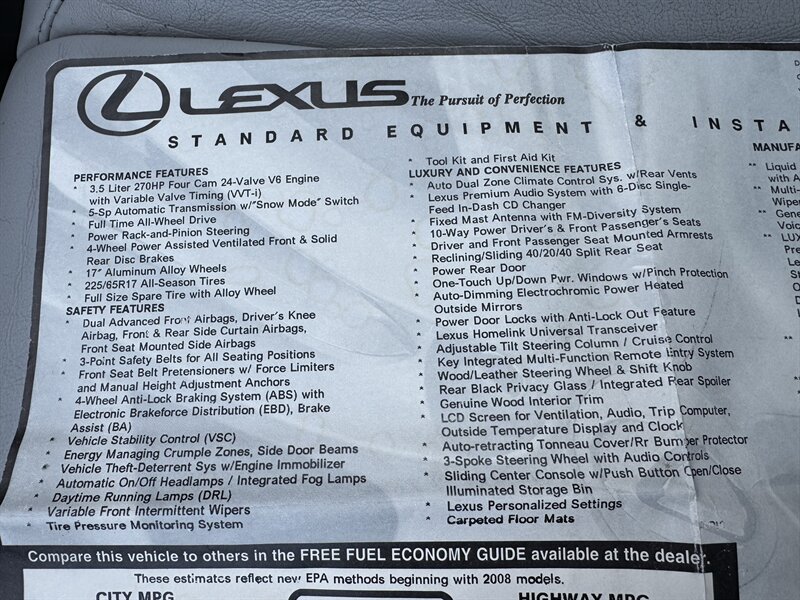 LEXUS The Pursuit of Perfection
STANDARD EQUIPMENT & INSTA
PERFORMANCE FEATURES
* 3.5 Liter 270HP Four Cam 24-Valve V6 Engine
with Variable Valve Timing (VVT-i)
* 5-Sp Automatic Transmission w/"Snow Mode" Switch
* Full Time All-Wheel Drive
* Power Rack-and-Pinion Steering
* 4-Wheel Power Assisted Ventilated Front & Solid
Rear Disc Brakes
* 17" Aluminum Alloy Wheels
* 225/65R17 All-Season Tires
* Full Size Spare Tire with Alloy Wheel
SAFETY FEATURES
* Dual Advanced Front Airbags, Driver's Knee
Airbag, Front & Rear Side Curtain Airbags,
Front Seat Mounted Side Airbags
* 3-Point Safety Belts for All Seating Positions
* Front Seat Belt Pretensioners w/ Force Limiters
and Manual Height Adjustment Anchors
* 4-Wheel Anti-Lock Braking System (ABS) with
Electronic Brakeforce Distribution (EBD), Brake
Assist (BA)
* Vehicle Stability Control (VSC)
* Energy Managing Crumple Zones, Side Door Beams
* Vehicle Theft-Deterrent Sys w/Engine Immobilizer
* Automatic On/Off Headlamps / Integrated Fog Lamps
* Daytime Running Lamps (DRL)
* Variable Front Intermittent Wipers
* Tire Pressure Monitoring System
* Tool Kit and First Aid Kit
LUXURY AND CONVENIENCE FEATURES
* Auto Dual Zone Climate Control Sys. w/Rear Vents
* Lexus Premium Audio System with 6-Disc Single-
Feed In-Dash CD Changer
* Fixed Mast Antenna with FM-Diversity System
* 10-Way Power Driver's & Front Passenger's Seats
* Driver and Front Passenger Seat Mounted Armrests
* Reclining/Sliding 40/20/40 Split Rear Seat
* Power Rear Door
* One-Touch Up/Down Pwr. Windows w/Pinch Protection
* Auto-Dimming Electrochromic Power Heated
Outside Mirrors
* Power Door Locks with Anti-Lock Out Feature
* Lexus Homelink Universal Transceiver
* Adjustable Tilt Steering Column / Cruise Control
* Key Integrated Multi-Function Remote Entry System
* Wood/Leather Steering Wheel & Shift Knob
* Rear Black Privacy Glass / Integrated Rear Spoiler
* Genuine Wood Interior Trim
* LCD Screen for Ventilation, Audio, Trip Computer,
Outside Temperature Display and Clock
* Auto-retracting Tonneau Cover/Rr Bumper Protector
* 3-Spoke Steering Wheel with Audio Controls
* Sliding Center Console w/Push Button Open/Close
Illuminated Storage Bin
* Lexus Personalized Settings
* Carpeted Floor Mats
MANUFA
** Liquid
with A
** Multi-
Wiper
** Gene
Voic
** LUX
Pre
Le
St
Compare this vehicle to others in the FREE FUEL ECONOMY GUIDE available at the dealer.
These estimates reflect new EPA methods beginning with 2008 models.
CITY MPG
HIGHWAY MPG